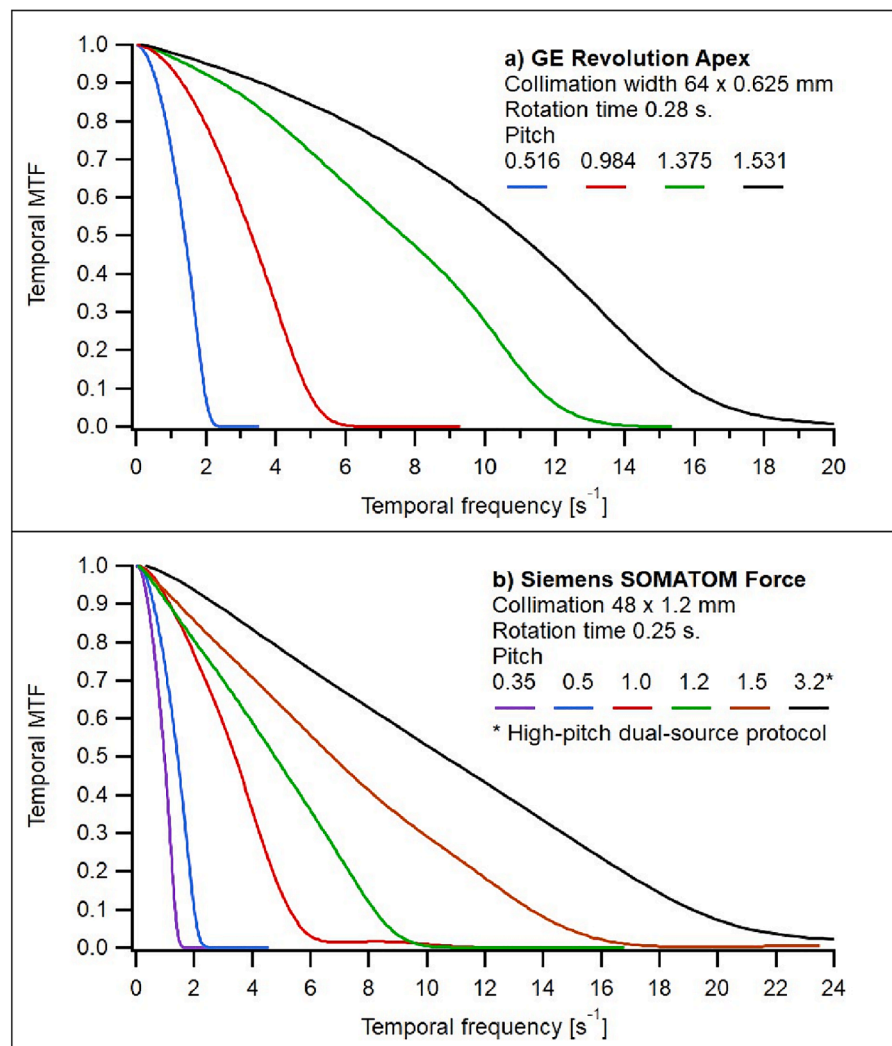 a) GE Revolution Apex
Collimation width 64 x 0.625 mm
Rotation time 0.28 s.
Pitch
0.516 0.984 1.375 1.531
Temporal MTF
1.0
0.9
0.8
0.7
0.6
0.5
0.4
0.3
0.2
0.1
0.0
0 2 4 6 8 10 12 14 16 18 20
Temporal frequency [s⁻¹]
b) Siemens SOMATOM Force
Collimation 48 x 1.2 mm
Rotation time 0.25 s.
Pitch
0.35 0.5 1.0 1.2 1.5 3.2*
* High-pitch dual-source protocol
Temporal MTF
1.0
0.9
0.8
0.7
0.6
0.5
0.4
0.3
0.2
0.1
0.0
0 2 4 6 8 10 12 14 16 18 20 22 24
Temporal frequency [s⁻¹]